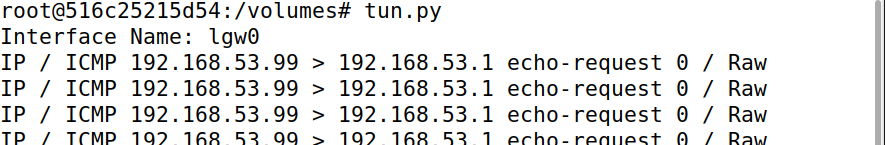 root@516c25215d54:/volumes# tun.py
Interface Name: lgw0
IP / ICMP 192.168.53.99 > 192.168.53.1 echo-request 0 / Raw
IP / ICMP 192.168.53.99 > 192.168.53.1 echo-request 0 / Raw
IP / ICMP 192.168.53.99 > 192.168.53.1 echo-request 0 / Raw
IP / ICMP 192.168.53.99 > 192.168.53.1 echo-request 0 / Raw